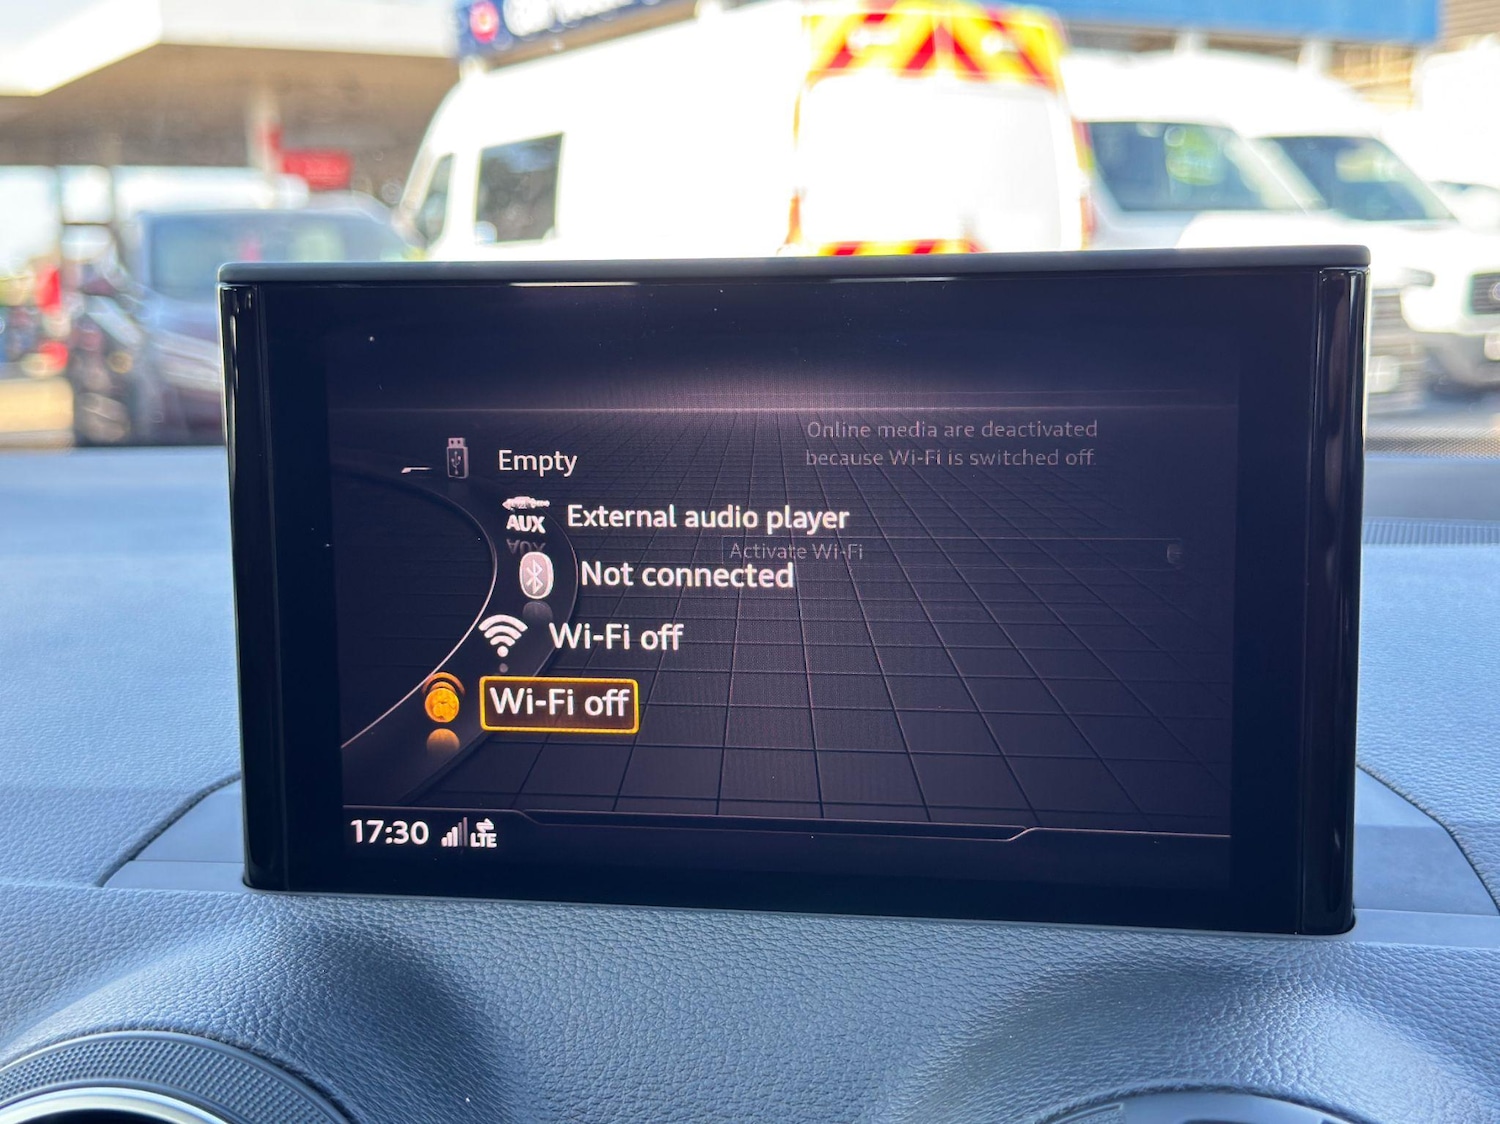 Online media are deactivated
because Wi-Fi is switched off.
Empty
AUX
External audio player
Activate Wi-Fi
Not connected
Wi-Fi off
Wi-Fi off
17:30
LTE